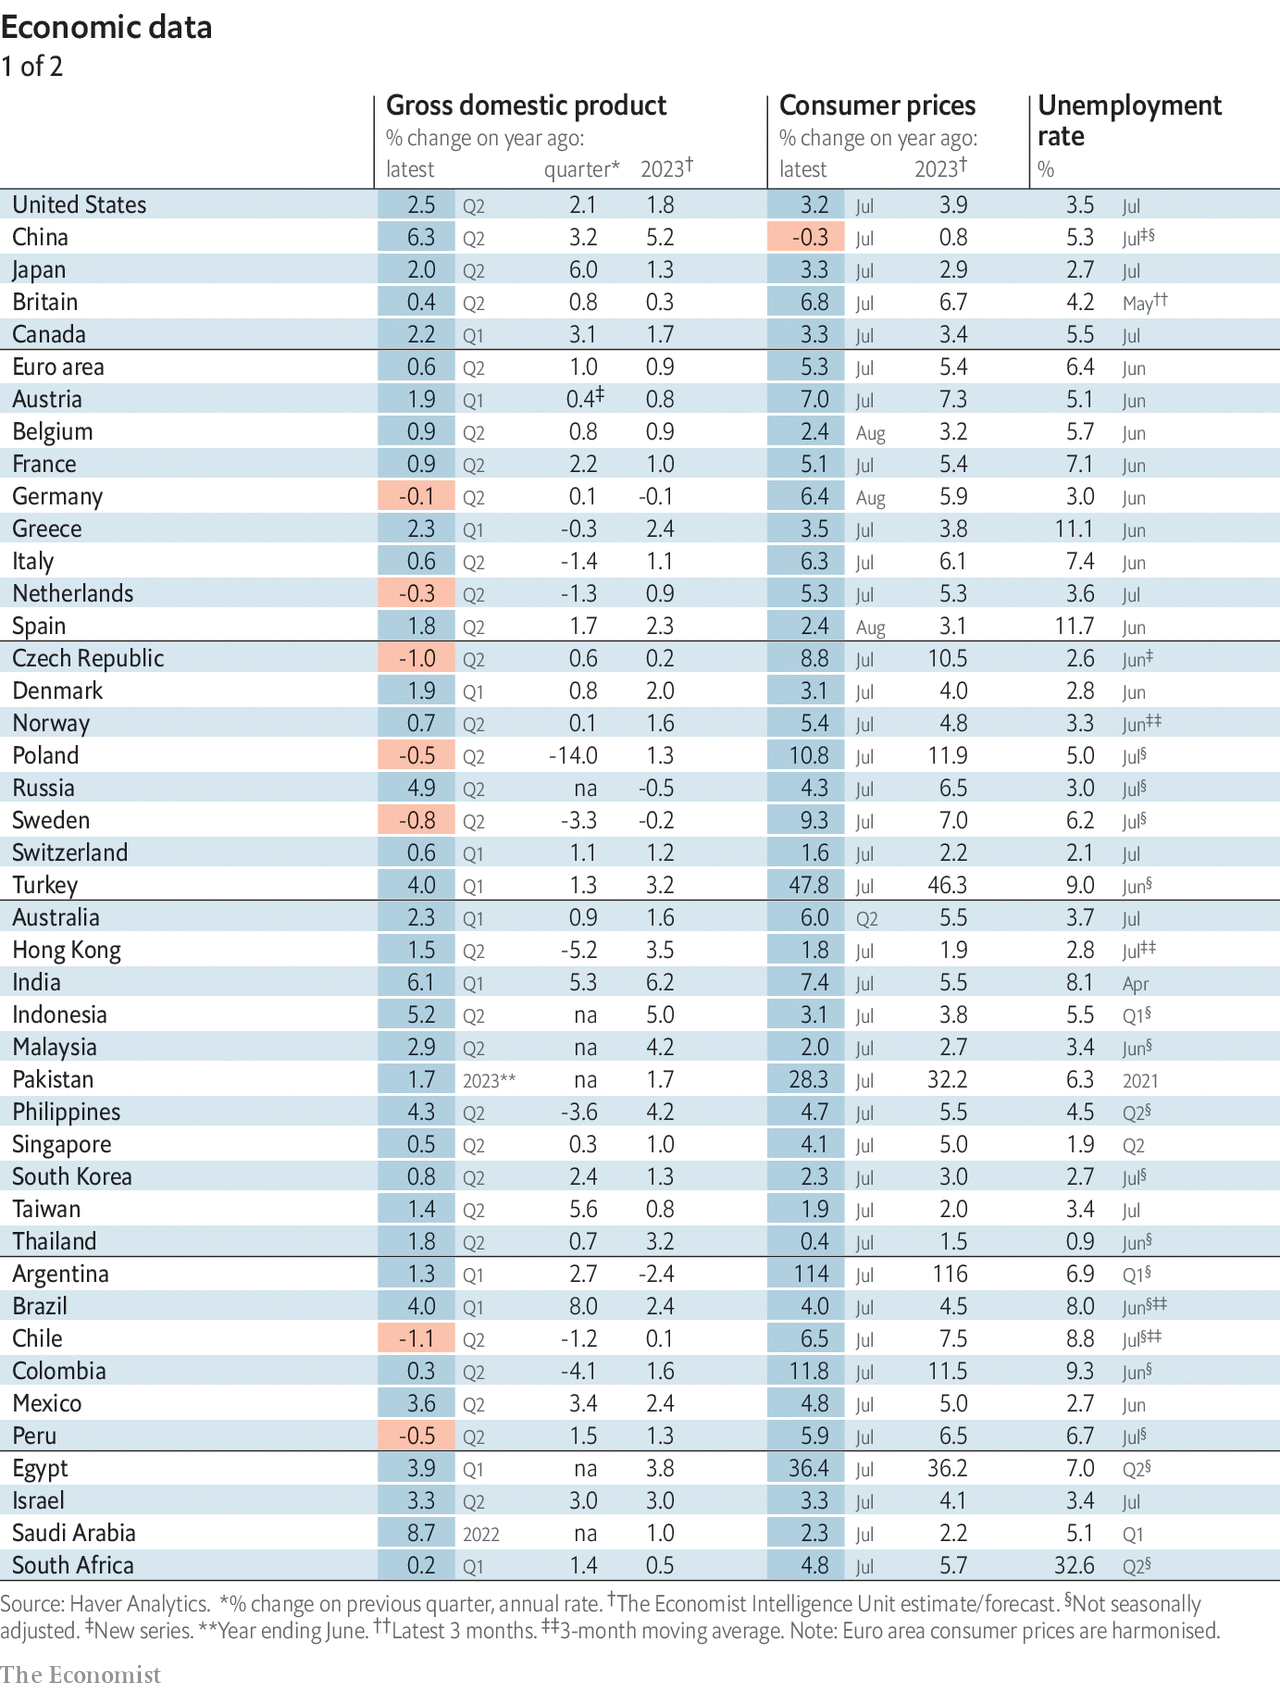 Economic data
1 of 2
Gross domestic product Consumer prices Unemployment
% change on year ago: % change on year ago: rate
latest quarter* 2023† latest 2023† %
United States 2.5 Q2 2.1 1.8 3.2 Jul 3.9 3.5 Jul
China 6.3 Q2 3.2 5.2 -0.3 Jul 0.8 5.3 Jul‡§
Japan 2.0 Q2 6.0 1.3 3.3 Jul 2.9 2.7 Jul
Britain 0.4 Q2 0.8 0.3 6.8 Jul 6.7 4.2 May††
Canada 2.2 Q1 3.1 1.7 3.3 Jul 3.4 5.5 Jul
Euro area 0.6 Q2 1.0 0.9 5.3 Jul 5.4 6.4 Jun
Austria 1.9 Q1 0.4‡ 0.8 7.0 Jul 7.3 5.1 Jun
Belgium 0.9 Q2 0.8 0.9 2.4 Aug 3.2 5.7 Jun
France 0.9 Q2 2.2 1.0 5.1 Jul 5.4 7.1 Jun
Germany -0.1 Q2 0.1 -0.1 6.4 Aug 5.9 3.0 Jun
Greece 2.3 Q1 -0.3 2.4 3.5 Jul 3.8 11.1 Jun
Italy 0.6 Q2 -1.4 1.1 6.3 Jul 6.1 7.4 Jun
Netherlands -0.3 Q2 -1.3 0.9 5.3 Jul 5.3 3.6 Jul
Spain 1.8 Q2 1.7 2.3 2.4 Aug 3.1 11.7 Jun
Czech Republic -1.0 Q2 0.6 0.2 8.8 Jul 10.5 2.6 Jun‡
Denmark 1.9 Q1 0.8 2.0 3.1 Jul 4.0 2.8 Jun
Norway 0.7 Q2 0.1 1.6 5.4 Jul 4.8 3.3 Jun‡‡
Poland -0.5 Q2 -14.0 1.3 10.8 Jul 11.9 5.0 Jul§
Russia 4.9 Q2 na -0.5 4.3 Jul 6.5 3.0 Jul§
Sweden -0.8 Q2 -3.3 -0.2 9.3 Jul 7.0 6.2 Jul§
Switzerland 0.6 Q1 1.1 1.2 1.6 Jul 2.2 2.1 Jul
Turkey 4.0 Q1 1.3 3.2 47.8 Jul 46.3 9.0 Jun§
Australia 2.3 Q1 0.9 1.6 6.0 Q2 5.5 3.7 Jul
Hong Kong 1.5 Q2 -5.2 3.5 1.8 Jul 1.9 2.8 Jul‡‡
India 6.1 Q1 5.3 6.2 7.4 Jul 5.5 8.1 Apr
Indonesia 5.2 Q2 na 5.0 3.1 Jul 3.8 5.5 Q1§
Malaysia 2.9 Q2 na 4.2 2.0 Jul 2.7 3.4 Jun§
Pakistan 1.7 2023** na 1.7 28.3 Jul 32.2 6.3 2021
Philippines 4.3 Q2 -3.6 4.2 4.7 Jul 5.5 4.5 Q2§
Singapore 0.5 Q2 0.3 1.0 4.1 Jul 5.0 1.9 Q2
South Korea 0.8 Q2 2.4 1.3 2.3 Jul 3.0 2.7 Jul§
Taiwan 1.4 Q2 5.6 0.8 1.9 Jul 2.0 3.4 Jul
Thailand 1.8 Q2 0.7 3.2 0.4 Jul 1.5 0.9 Jun§
Argentina 1.3 Q1 2.7 -2.4 114 Jul 116 6.9 Q1§
Brazil 4.0 Q1 8.0 2.4 4.0 Jul 4.5 8.0 Jun§‡‡
Chile -1.1 Q2 -1.2 0.1 6.5 Jul 7.5 8.8 Jul§‡‡
Colombia 0.3 Q2 -4.1 1.6 11.8 Jul 11.5 9.3 Jun§
Mexico 3.6 Q2 3.4 2.4 4.8 Jul 5.0 2.7 Jun
Peru -0.5 Q2 1.5 1.3 5.9 Jul 6.5 6.7 Jul§
Egypt 3.9 Q1 na 3.8 36.4 Jul 36.2 7.0 Q2§
Israel 3.3 Q2 3.0 3.0 3.3 Jul 4.1 3.4 Jul
Saudi Arabia 8.7 2022 na 1.0 2.3 Jul 2.2 5.1 Q1
South Africa 0.2 Q1 1.4 0.5 4.8 Jul 5.7 32.6 Q2§
Source: Haver Analytics. *% change on previous quarter, annual rate. †The Economist Intelligence Unit estimate/forecast. §Not seasonally
adjusted. ‡New series. **Year ending June. ††Latest 3 months. ‡‡3-month moving average. Note: Euro area consumer prices are harmonised.
The Economist